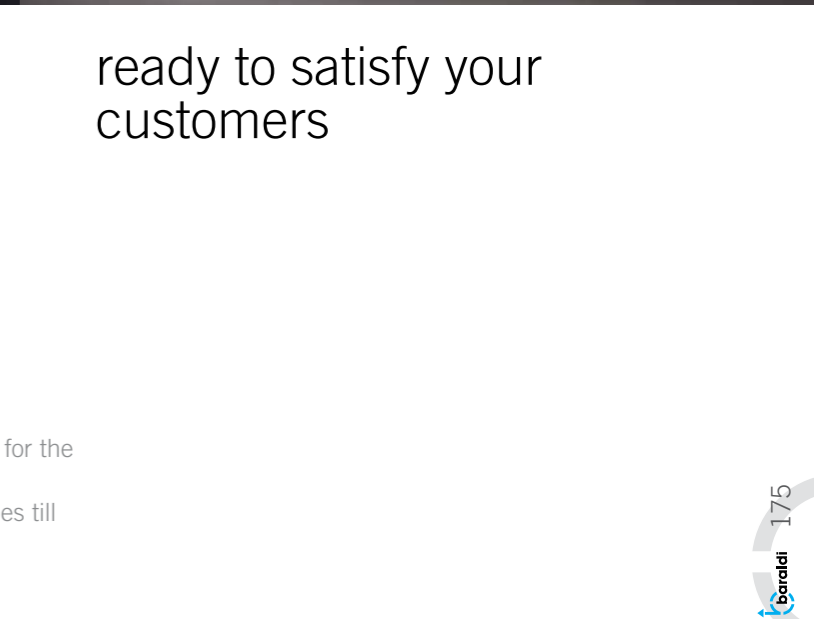 ready to satisfy your
customers
for the
es till
175
baraldi